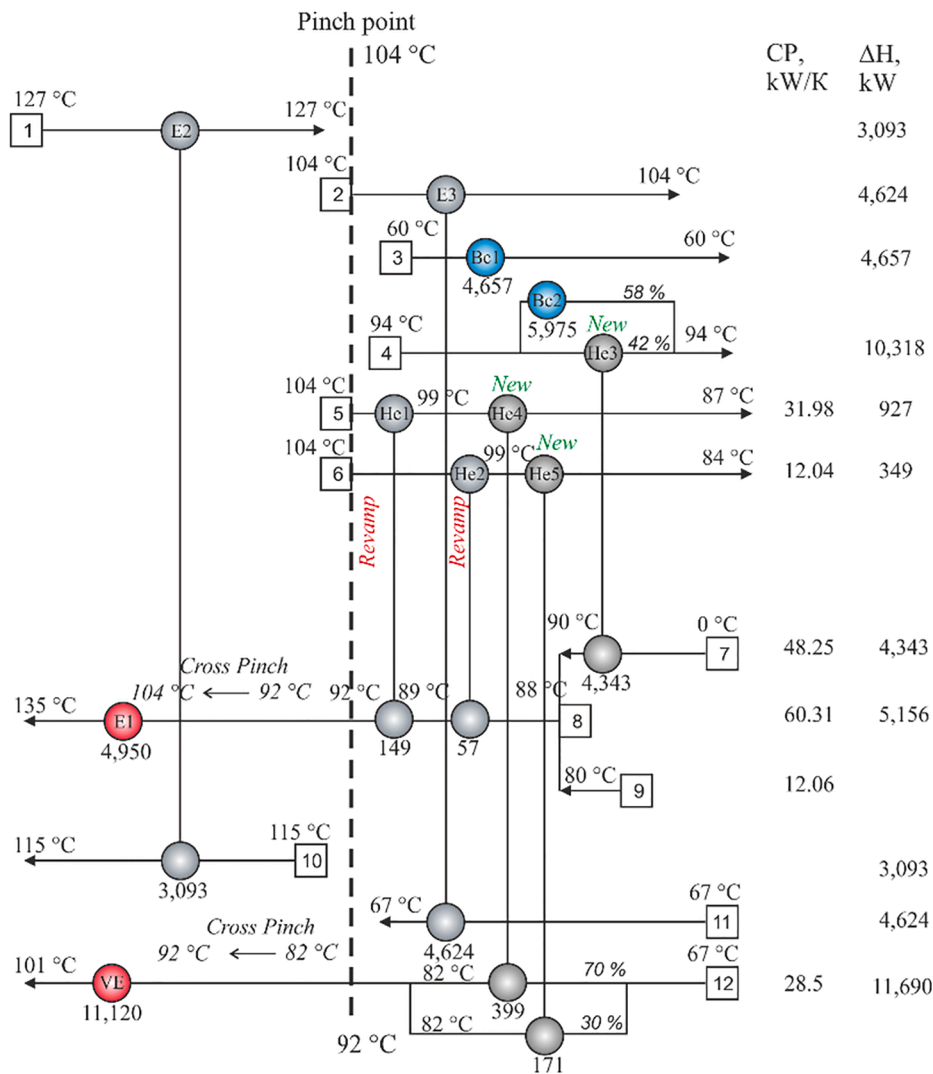 Pinch point
104 °C
CP, kW/K
ΔH, kW
127 °C
127 °C
1
E2
3,093
104 °C
104 °C
2
E3
4,624
60 °C
60 °C
3
Bc1
4,657
4,657
Bc2
58 %
5,975
94 °C
New
94 °C
4
He3
42 %
10,318
104 °C
99 °C
New
87 °C
5
He1
He4
31.98
927
104 °C
99 °C
New
84 °C
6
He2
He5
12.04
349
Revamp
Revamp
90 °C
0 °C
7
48.25
4,343
4,343
Cross Pinch
104 °C
92 °C
92 °C
89 °C
88 °C
135 °C
E1
8
60.31
5,156
4,950
149
57
80 °C
9
12.06
115 °C
115 °C
10
3,093
3,093
67 °C
67 °C
11
4,624
4,624
Cross Pinch
92 °C
82 °C
101 °C
82 °C
70 %
67 °C
VE
12
28.5
11,690
11,120
399
92 °C
82 °C
30 %
171